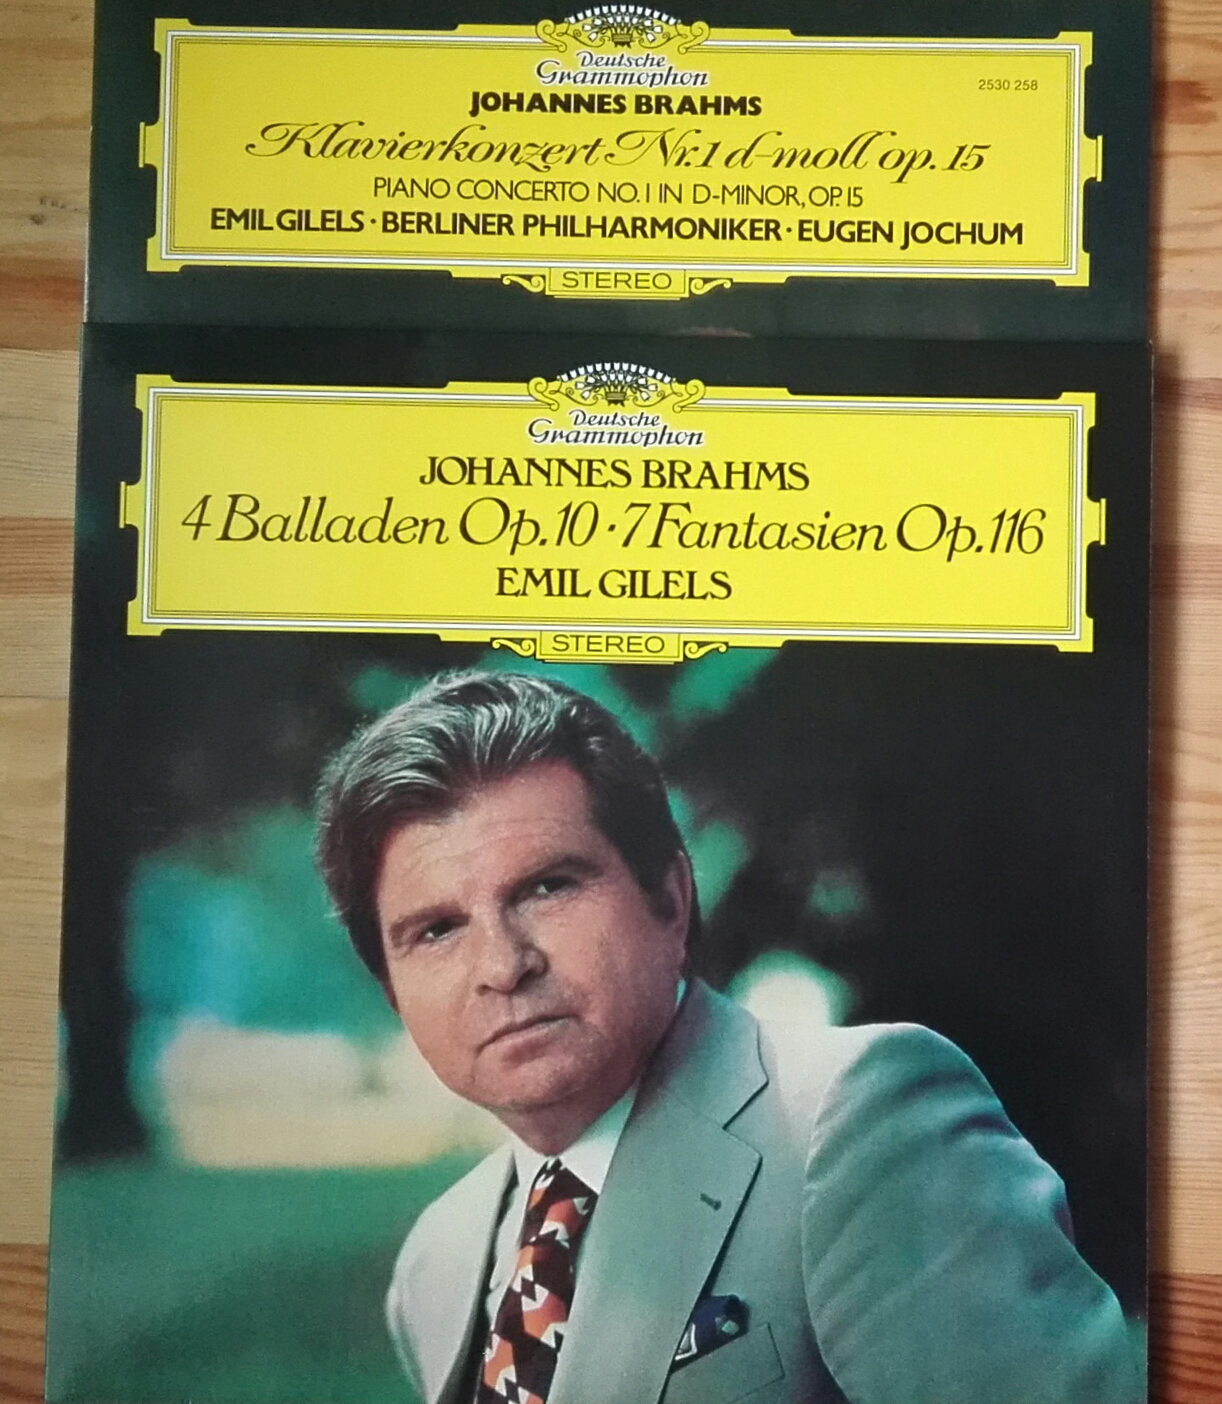 Deutsche
Grammophon
2530 258
JOHANNES BRAHMS
Klavierkonzert Nr.1 d-moll op. 15
PIANO CONCERTO NO. 1 IN D-MINOR, OP. 15
EMIL GILELS · BERLINER PHILHARMONIKER · EUGEN JOCHUM
STEREO
Deutsche
Grammophon
JOHANNES BRAHMS
4 Balladen Op. 10 · 7 Fantasien Op. 116
EMIL GILELS
STEREO